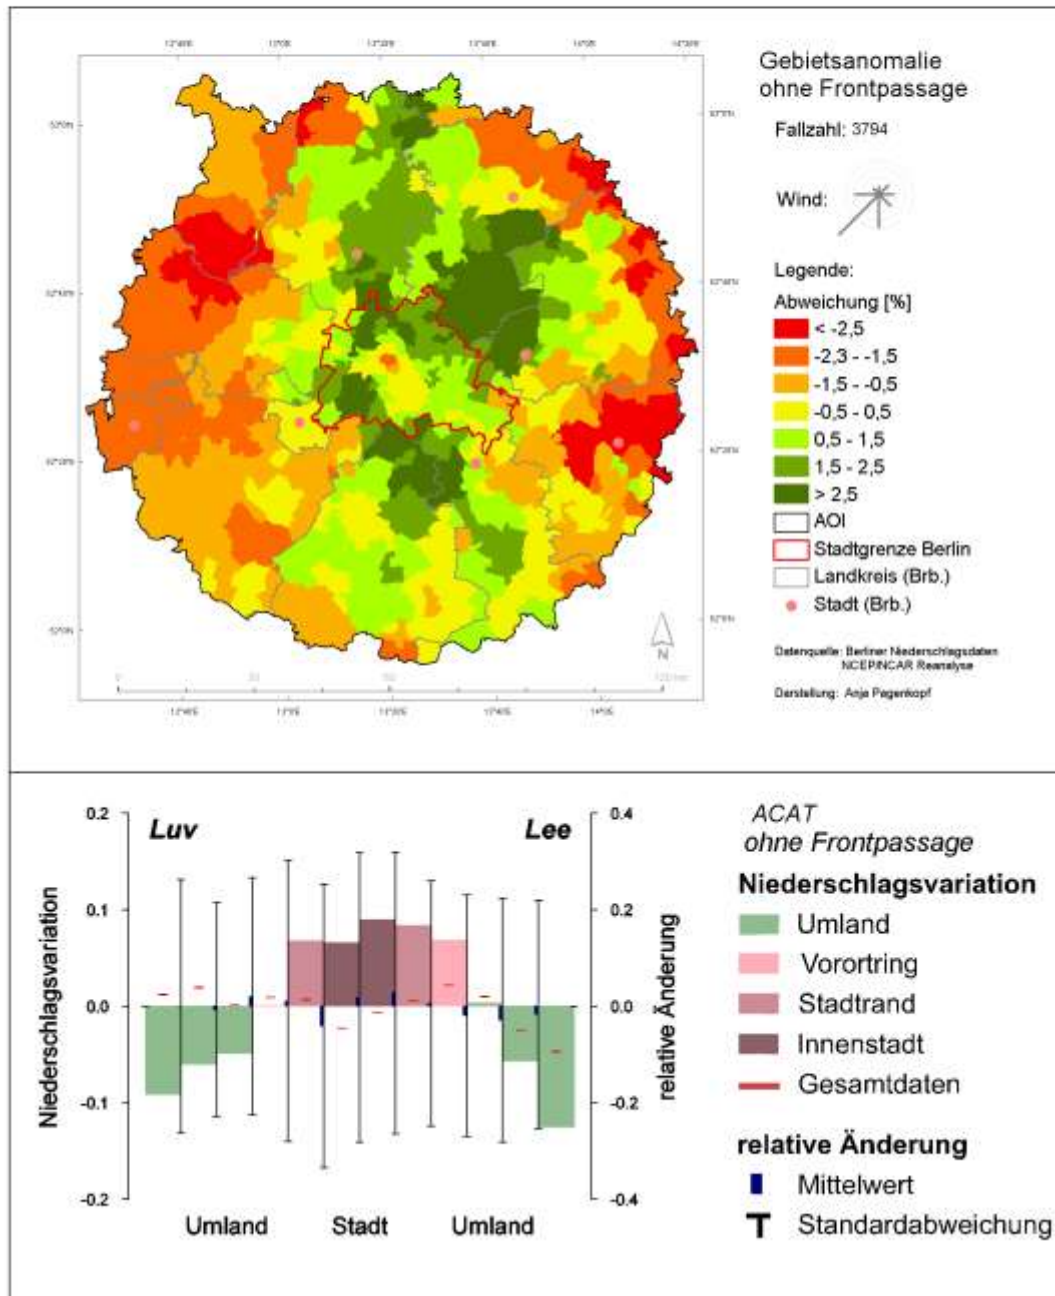 Gebietsanomalie
ohne Frontpassage
Fallzahl: 3794
Wind:
Legende:
Abweichung [%]
< -2,5
-2,3 - -1,5
-1,5 - -0,5
-0,5 - 0,5
0,5 - 1,5
1,5 - 2,5
> 2,5
AOI
Stadtgrenze Berlin
Landkreis (Brb.)
Stadt (Brb.)
N
Datenquelle: Berliner Niederschlagsdaten
NCEP/NCAR Reanalyse
Darstellung: Anja Pagenkopf
Luv
Lee
Niederschlagsvariation
0.2
0.1
0.0
-0.1
-0.2
relative Änderung
0.4
0.2
0.0
-0.2
-0.4
Umland Stadt Umland
ACAT
ohne Frontpassage
Niederschlagsvariation
Umland
Vorortring
Stadtrand
Innenstadt
Gesamtdaten
relative Änderung
Mittelwert
Standardabweichung